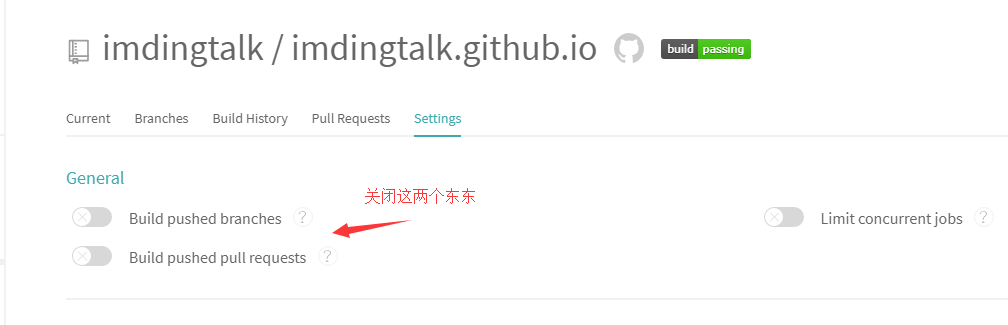 imdingtalk / imdingtalk.github.io build passing
Current Branches Build History Pull Requests Settings
General
关闭这两个东东
Build pushed branches ? Limit concurrent jobs ?
Build pushed pull requests ?